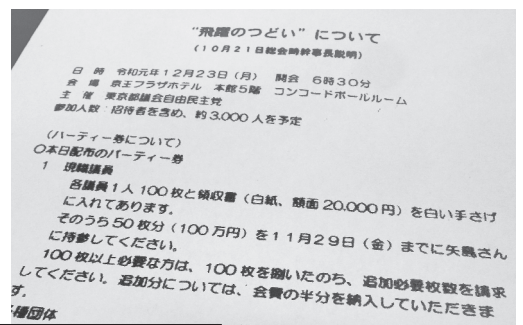 “飛躍のつどい”について
(10月21日総会時幹事長説明)
日 時 令和元年12月23日(月) 開会 6時30分
会 場 京王プラザホテル 本館5階 コンコードボールルーム
主 催 東京都議会自由民主党
参加人数 招待者を含め、約3,000人を予定
(パーティー券について)
〇本日配布のパーティー券
1 現職議員
各議員1人100枚と領収書(白紙、額面20,000円)を白い手さげ
に入れてあります。
そのうち50枚分(100万円)を11月29日(金)までに矢島さん
に持参してください。
100枚以上必要な方は、100枚を捌いたのち、追加必要枚数を請求
してください。追加分については、会費の半分を納入していただきま
す。
種団体